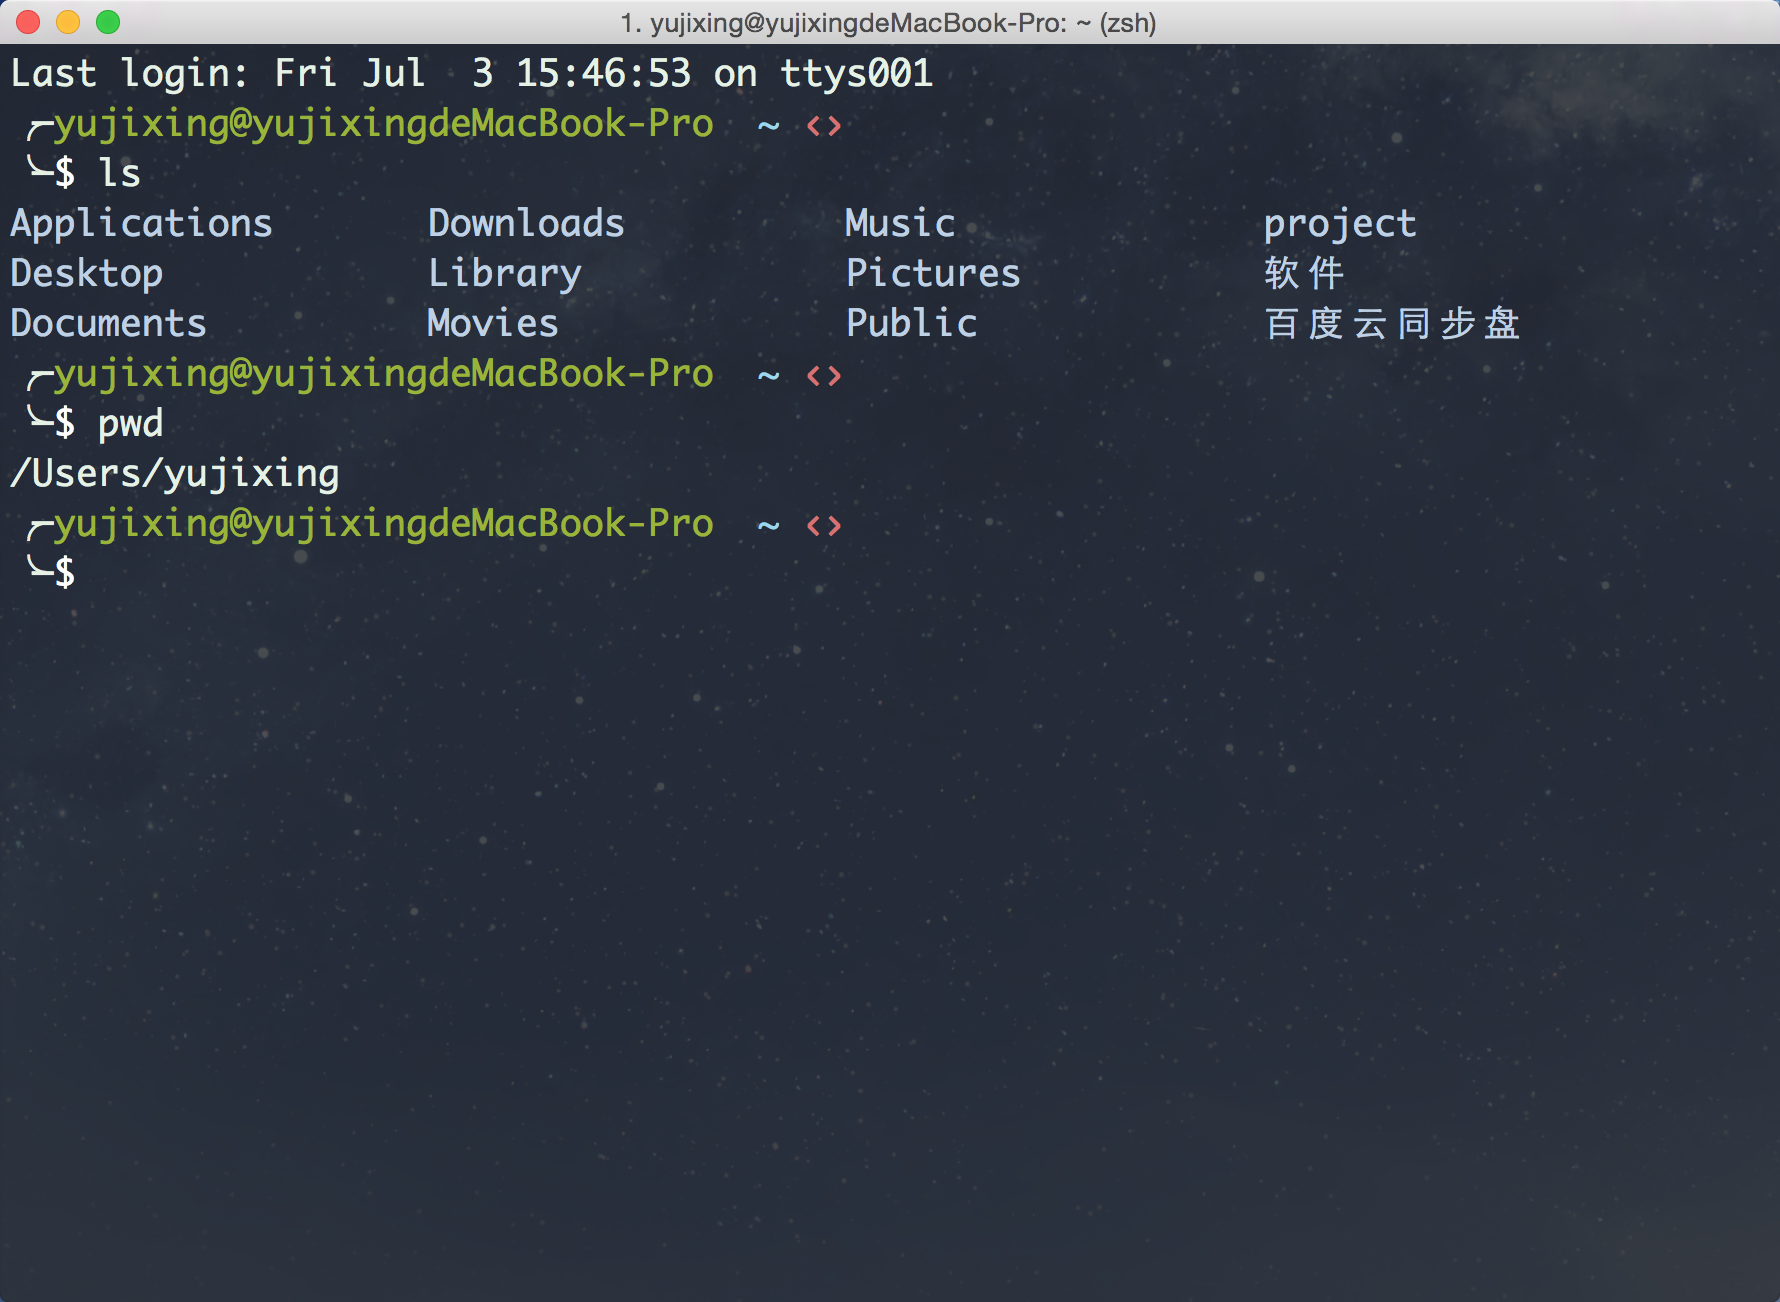 1. yujixing@yujixingdeMacBook-Pro: ~ (zsh)
Last login: Fri Jul  3 15:46:53 on ttys001
╭─yujixing@yujixingdeMacBook-Pro  ~ ‹›
╰─$ ls
Applications       Downloads          Music              project
Desktop            Library            Pictures           软件
Documents          Movies             Public             百度云同步盘
╭─yujixing@yujixingdeMacBook-Pro  ~ ‹›
╰─$ pwd
/Users/yujixing
╭─yujixing@yujixingdeMacBook-Pro  ~ ‹›
╰─$